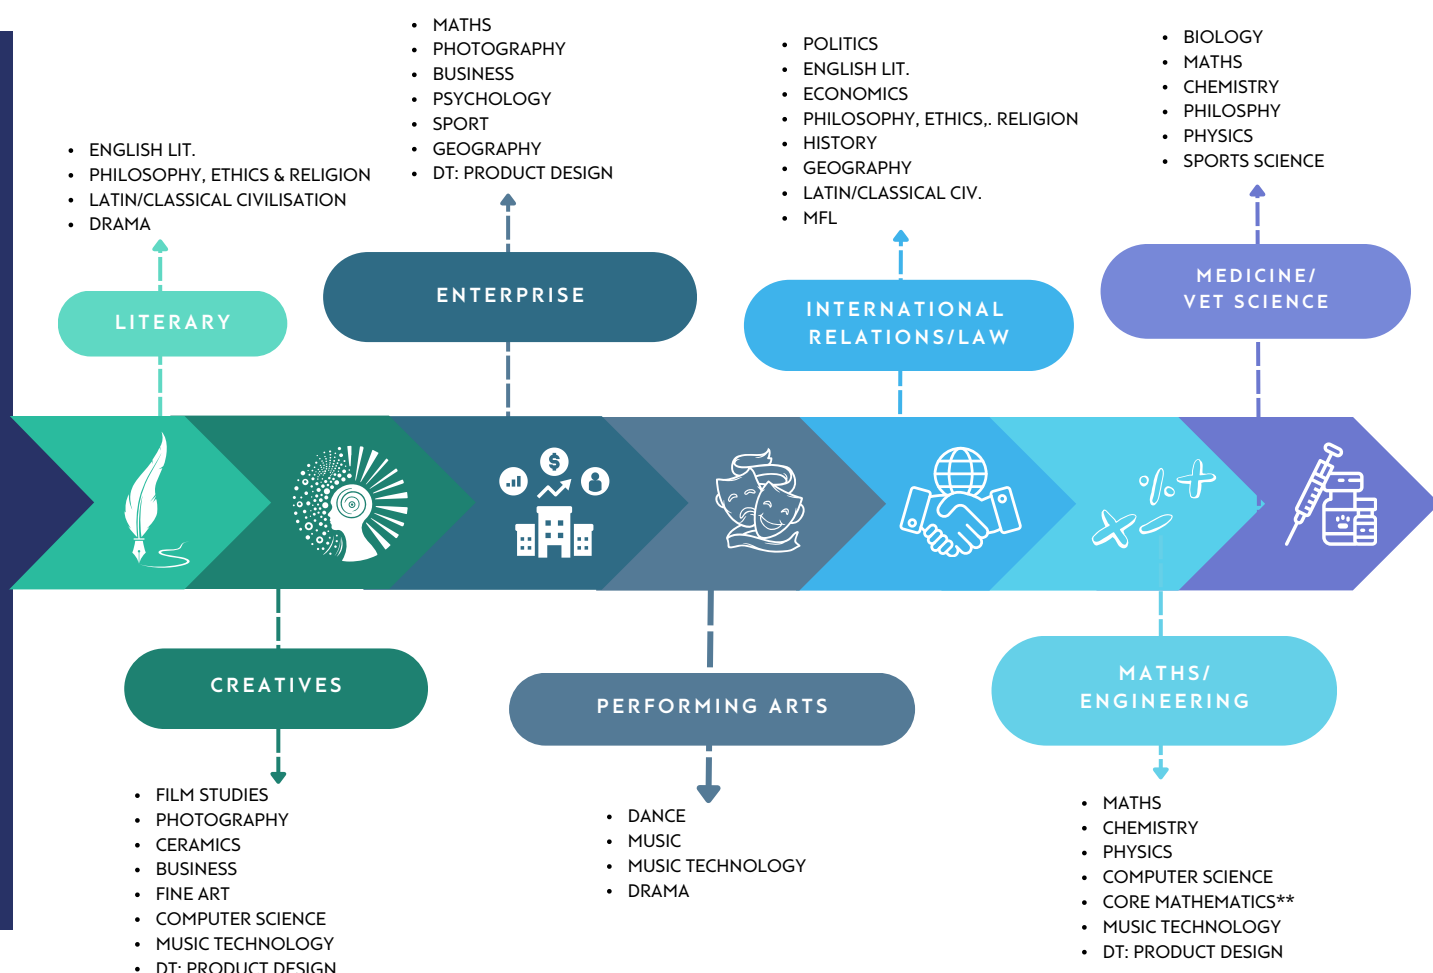 ENGLISH LIT.
PHILOSOPHY, ETHICS & RELIGION
LATIN/CLASSICAL CIVILISATION
DRAMA
LITERARY
MATHS
PHOTOGRAPHY
BUSINESS
PSYCHOLOGY
SPORT
GEOGRAPHY
DT: PRODUCT DESIGN
ENTERPRISE
POLITICS
ENGLISH LIT.
ECONOMICS
PHILOSOPHY, ETHICS,. RELIGION
HISTORY
GEOGRAPHY
LATIN/CLASSICAL CIV.
MFL
INTERNATIONAL
RELATIONS/LAW
BIOLOGY
MATHS
CHEMISTRY
PHILOSPHY
PHYSICS
SPORTS SCIENCE
MEDICINE/
VET SCIENCE
CREATIVES
FILM STUDIES
PHOTOGRAPHY
CERAMICS
BUSINESS
FINE ART
COMPUTER SCIENCE
MUSIC TECHNOLOGY
DT: PRODUCT DESIGN
PERFORMING ARTS
DANCE
MUSIC
MUSIC TECHNOLOGY
DRAMA
MATHS/
ENGINEERING
MATHS
CHEMISTRY
PHYSICS
COMPUTER SCIENCE
CORE MATHEMATICS**
MUSIC TECHNOLOGY
DT: PRODUCT DESIGN